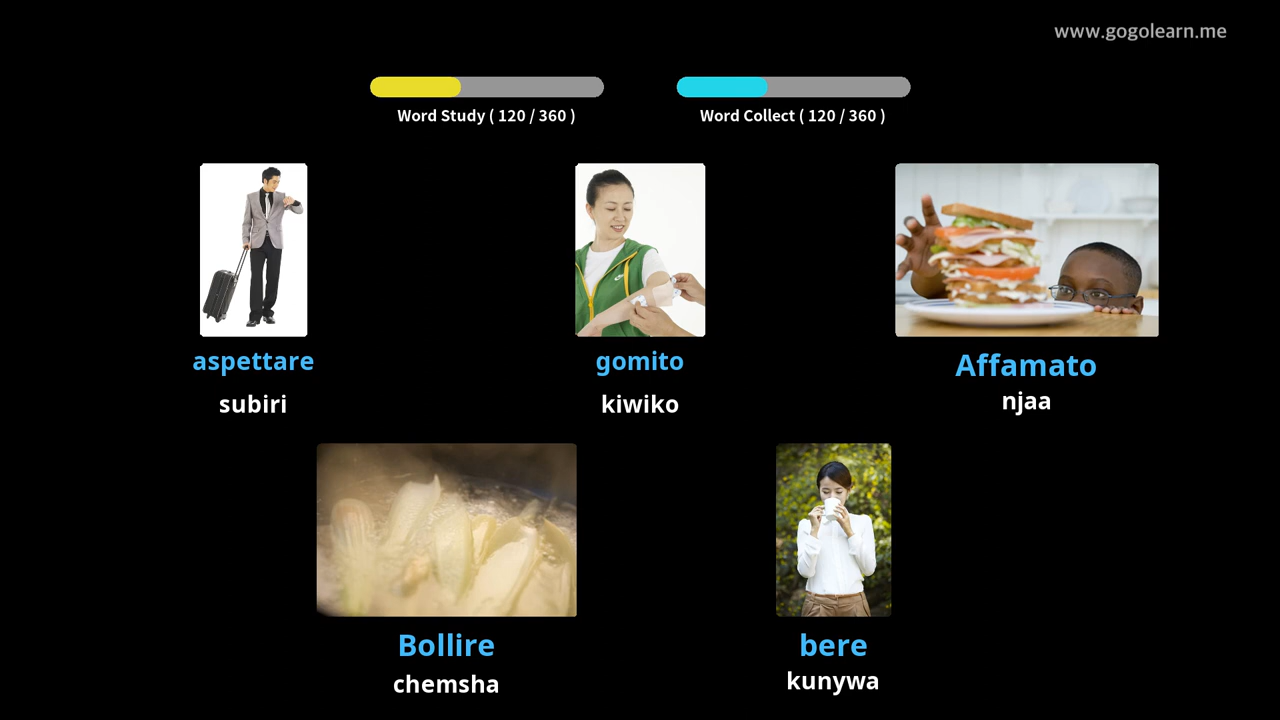 www.gogolearn.me
Word Study ( 120 / 360 )
Word Collect ( 120 / 360 )
aspettare
subiri
gomito
kiwiko
Affamato
njaa
Bollire
chemsha
bere
kunywa